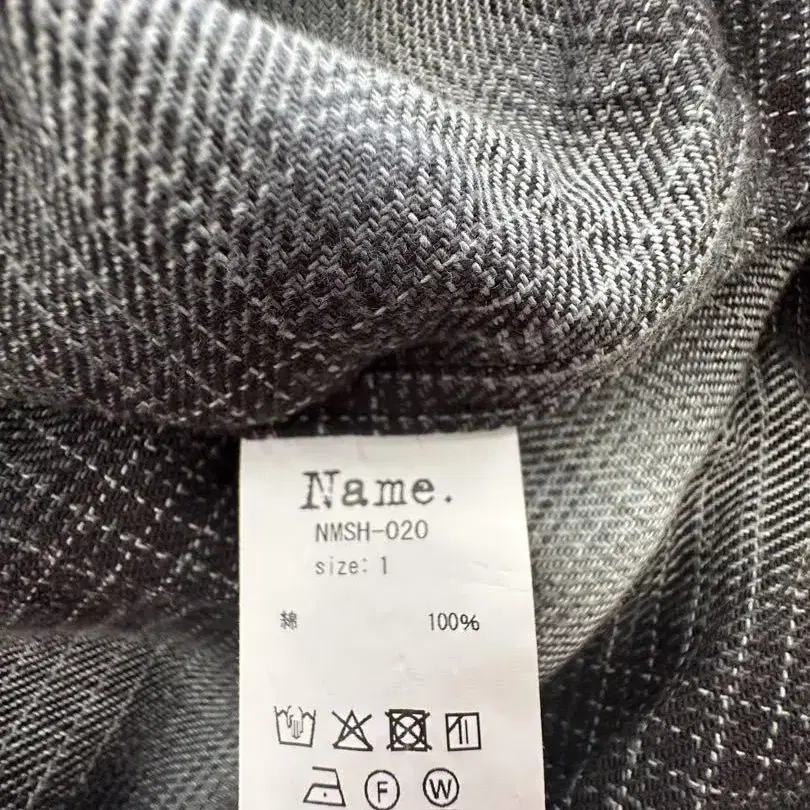 Name.
NMSH-020
size: 1
綿 100%
F W